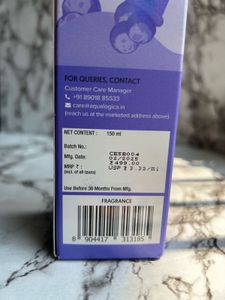 FOR QUERIES, CONTACT
Customer Care Manager
+91 89018 85533
care@aqualogica.in
(reach us at the marketed address above)
NET CONTENT : 150 ml
Batch No.: CE5E004
Mfg. Date: 02/2025
MRP ₹ : ₹499.00
(incl. of all taxes) USP ₹3.33/ml
Use Before 36 Months From Mfg.
FRAGRANCE
8 904417 313185